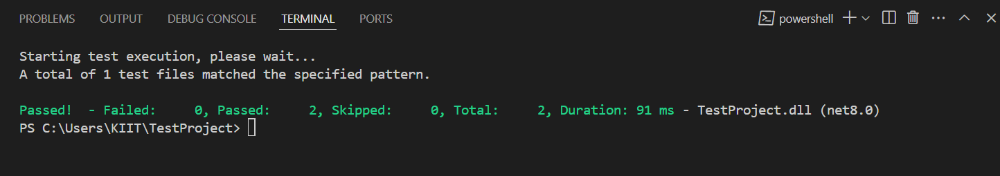 PROBLEMS OUTPUT DEBUG CONSOLE TERMINAL PORTS powershell
Starting test execution, please wait...
A total of 1 test files matched the specified pattern.
Passed!  - Failed:     0, Passed:     2, Skipped:     0, Total:     2, Duration: 91 ms - TestProject.dll (net8.0)
PS C:\Users\KIIT\TestProject>